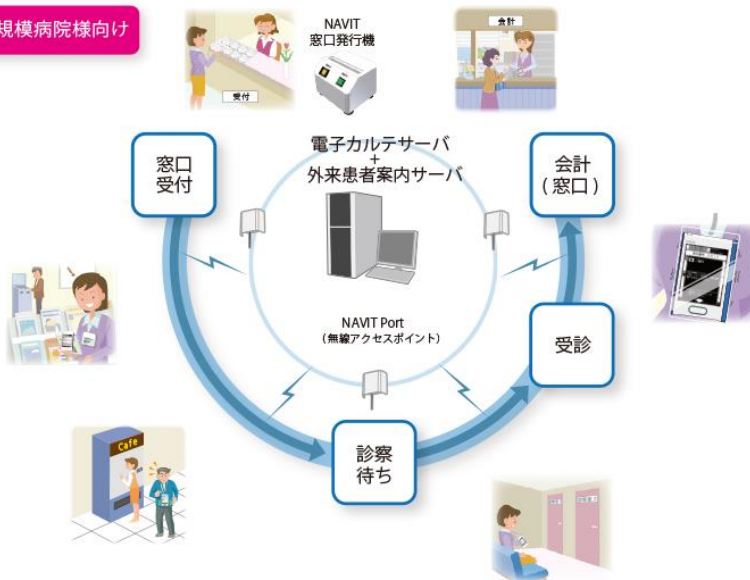 規模病院様向け
NAVIT
窓口発行機
受付
会計
窓口
受付
電子カルテサーバ
+
外来患者案内サーバ
会計
(窓口)
NAVIT Port
(無線アクセスポイント)
受診
診察
待ち
Cafe